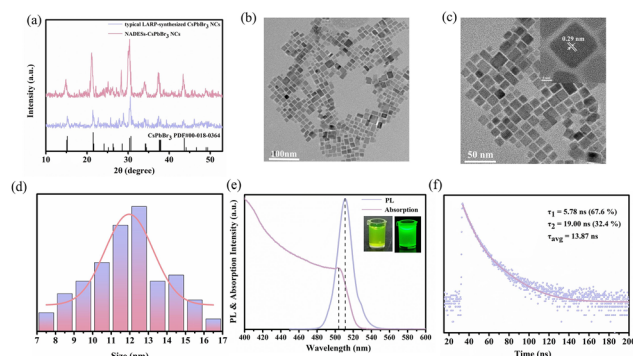 (a)
typical LARP-synthesized CsPbBr3 NCs
NADESs-CsPbBr3 NCs
Intensity (a.u.)
CsPbBr3 PDF#00-018-0364
10 20 30 40 50
2θ (degree)
(b)
100nm
(c)
0.29 nm
50 nm
(d)
7 8 9 10 11 12 13 14 15 16 17
Size (nm)
(e)
PL
Absorption
PL & Absorption Intensity (a.u.)
400 420 440 460 480 500 520 540 560 580 600
Wavelength (nm)
(f)
τ1 = 5.78 ns (67.6 %)
τ2 = 19.00 ns (32.4 %)
τavg = 13.87 ns
20 40 60 80 100 120 140 160 180 200
Time (ns)